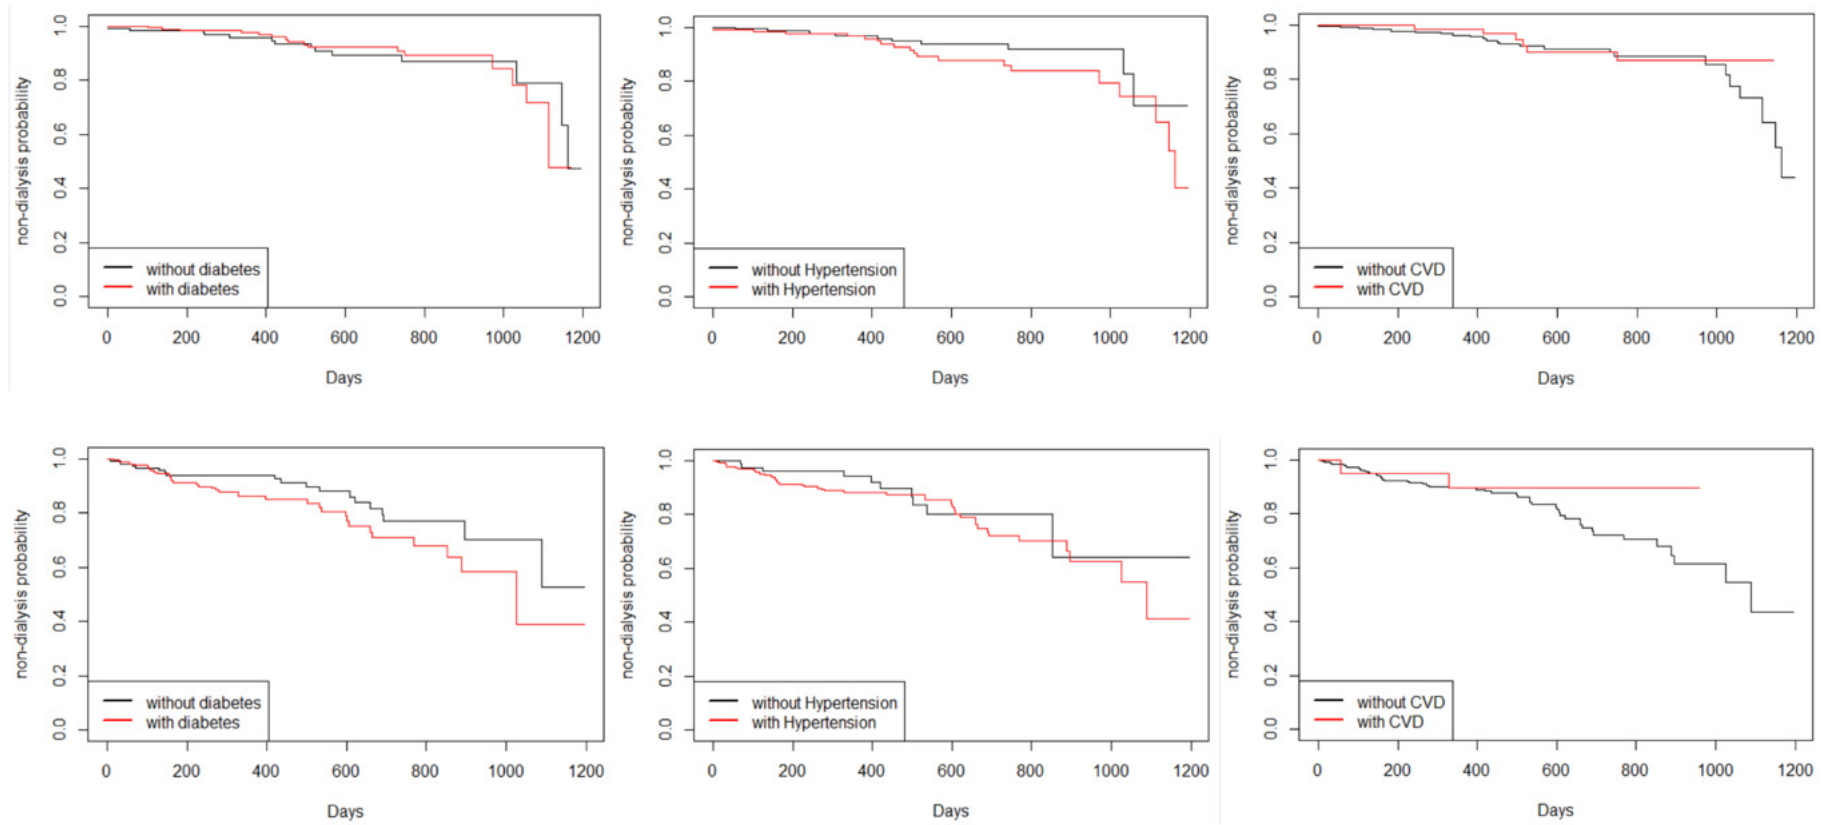 non-dialysis probability
1.0
0.8
0.6
0.4
0.2
0.0
without diabetes
with diabetes
0 200 400 600 800 1000 1200
Days
non-dialysis probability
1.0
0.8
0.6
0.4
0.2
0.0
without Hypertension
with Hypertension
0 200 400 600 800 1000 1200
Days
non-dialysis probability
1.0
0.8
0.6
0.4
0.2
0.0
without CVD
with CVD
0 200 400 600 800 1000 1200
Days
non-dialysis probability
1.0
0.8
0.6
0.4
0.2
0.0
without diabetes
with diabetes
0 200 400 600 800 1000 1200
Days
non-dialysis probability
1.0
0.8
0.6
0.4
0.2
0.0
without Hypertension
with Hypertension
0 200 400 600 800 1000 1200
Days
non-dialysis probability
1.0
0.8
0.6
0.4
0.2
0.0
without CVD
with CVD
0 200 400 600 800 1000 1200
Days